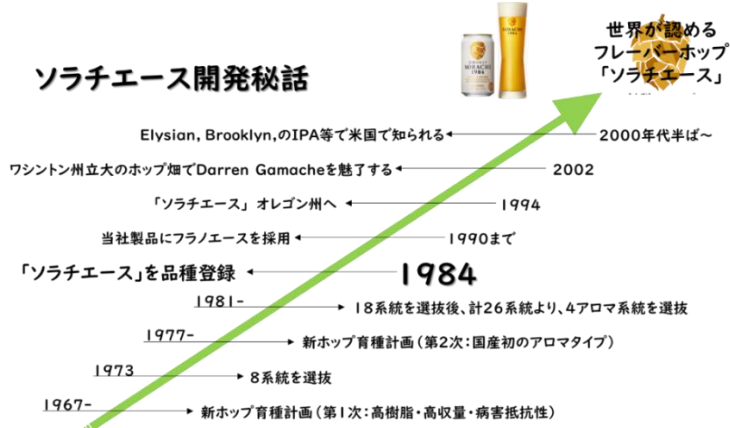 世界が認める
フレーバーホップ
「ソラチエース」
ソラチエース開発秘話
SORACHI
1984
Elysian, Brooklyn,のIPA等で米国で知られる
2000年代半ば～
ワシントン州立大のホップ畑でDarren Gamacheを魅了する
2002
「ソラチエース」 オレゴン州へ
1994
当社製品にフラノエースを採用
1990まで
「ソラチエース」を品種登録
1984
1981-
18系統を選抜後、計26系統より、4アロマ系統を選抜
1977-
新ホップ育種計画（第2次：国産初のアロマタイプ）
1973
8系統を選抜
1967-
新ホップ育種計画（第1次：高樹脂・高収量・病害抵抗性）